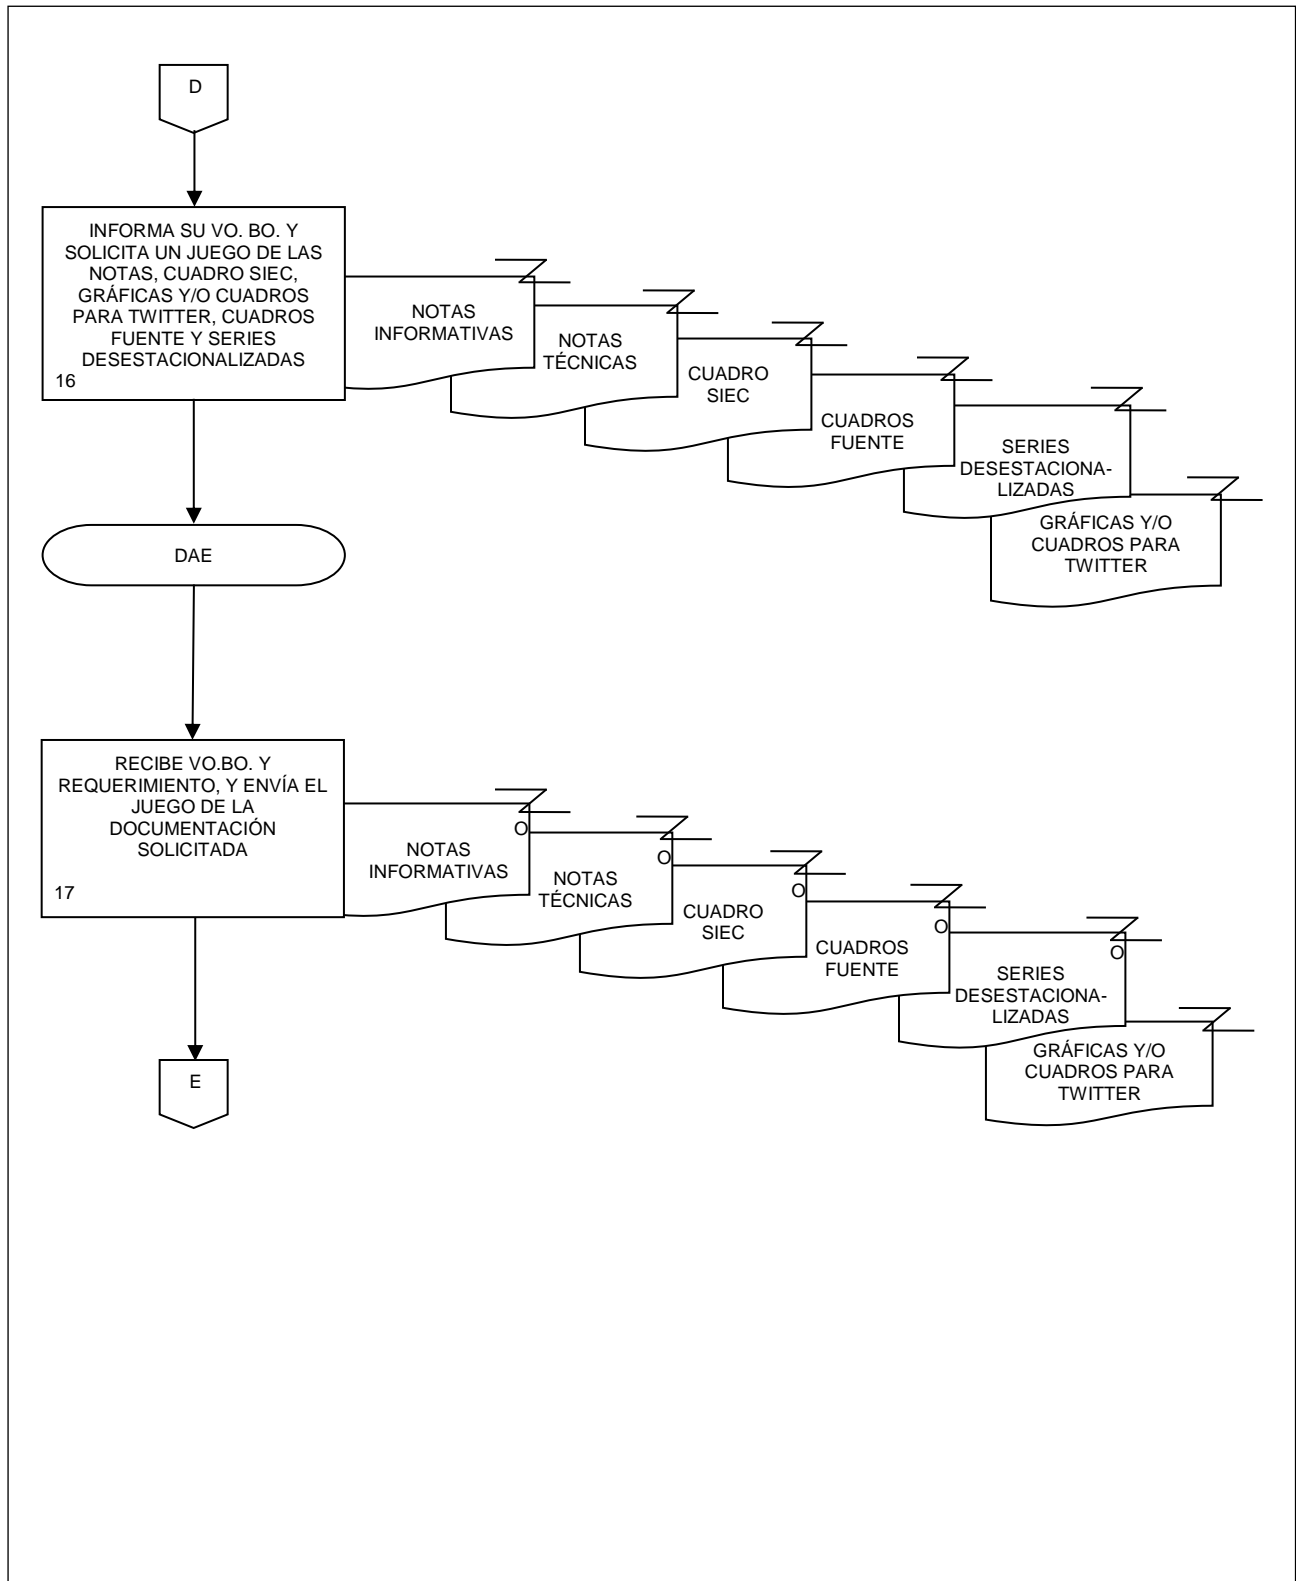 D
INFORMA SU VO. BO. Y
SOLICITA UN JUEGO DE LAS
NOTAS, CUADRO SIEC,
GRÁFICAS Y/O CUADROS
PARA TWITTER, CUADROS
FUENTE Y SERIES
DESESTACIONALIZADAS
16
NOTAS
INFORMATIVAS
NOTAS
TÉCNICAS
CUADRO
SIEC
CUADROS
FUENTE
SERIES
DESESTACIONA-
LIZADAS
GRÁFICAS Y/O
CUADROS PARA
TWITTER
DAE
RECIBE VO.BO. Y
REQUERIMIENTO, Y ENVÍA EL
JUEGO DE LA
DOCUMENTACIÓN
SOLICITADA
17
O
NOTAS
INFORMATIVAS
O
NOTAS
TÉCNICAS
O
CUADRO
SIEC
O
CUADROS
FUENTE
O
SERIES
DESESTACIONA-
LIZADAS
GRÁFICAS Y/O
CUADROS PARA
TWITTER
E